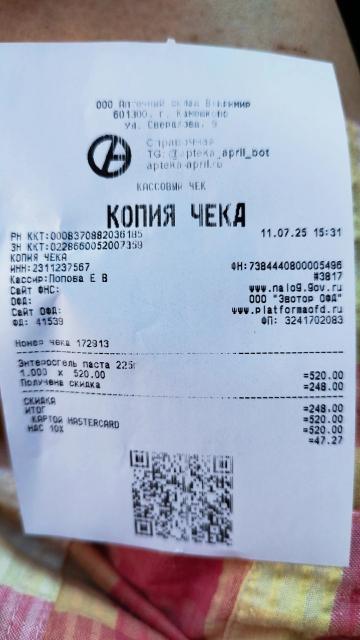 ООО Аптечный склад Владимир
601300, г. Камешково
Ул. Свердлова, 9
Справочная
TG: @apteka_april_bot
apteka-april.ru
КАССОВЫЙ ЧЕК
КОПИЯ ЧЕКА
РН ККТ:0008370882036185 11.07.25 15:31
ЗН ККТ:0228660052007359
КОПИЯ ЧЕКА
ИНН:2311237567 ФН:7384440800005496
Кассир:Попова Е В #3817
Сайт ФНС: www.nalog.gov.ru
ОФД: ООО "Эвотор ОФД"
Сайт ОФД: www.platformaofd.ru
ФД: 41539 ФП: 3241702083
Номер чека 172913
Энтеросгель паста 225г
1.000 x 520.00 =520.00
Получена скидка =248.00
СКИДКА =248.00
ИТОГ =520.00
КАРТОЙ MASTERCARD =520.00
НДС 10% =47.27